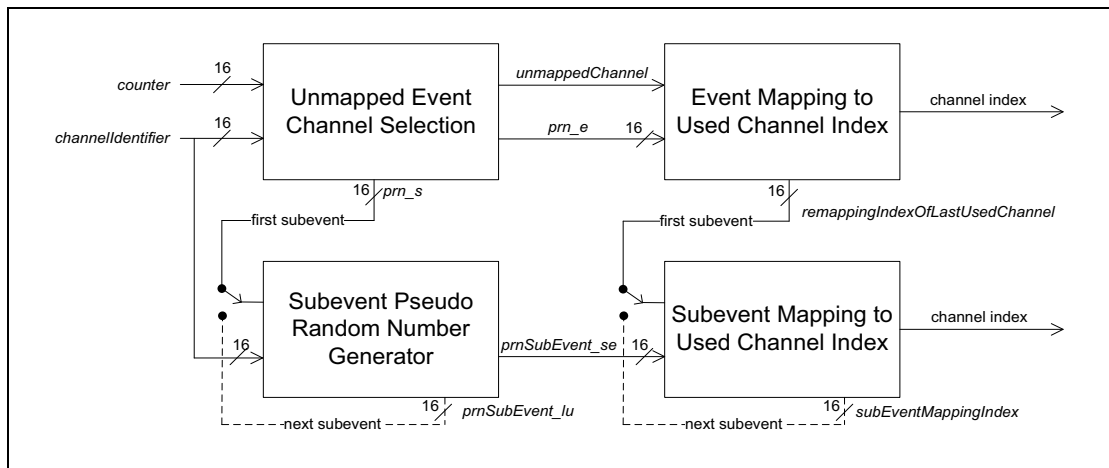 counter
16
channelIdentifier
16
Unmapped Event
Channel Selection
unmappedChannel
prn_e
16
Event Mapping to
Used Channel Index
channel index
16
prn_s
first subevent
16
remappingIndexOfLastUsedChannel
first subevent
16
Subevent Pseudo
Random Number
Generator
prnSubEvent_se
16
Subevent Mapping to
Used Channel Index
channel index
16
prnSubEvent_lu
next subevent
16
subEventMappingIndex
next subevent